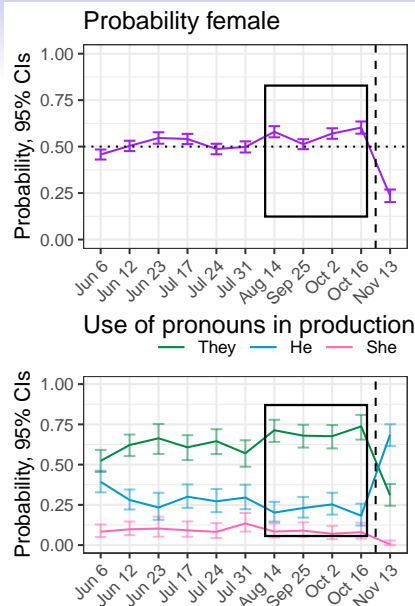 Probability female
Probability, 95% CIs
1.00
0.75
0.50
0.25
0.00
Jun 6
Jun 12
Jun 23
Jul 17
Jul 24
Jul 31
Aug 14
Sep 25
Oct 2
Oct 16
Nov 13
Use of pronouns in production
They He She
Probability, 95% CIs
1.00
0.75
0.50
0.25
0.00
Jun 6
Jun 12
Jun 23
Jul 17
Jul 24
Jul 31
Aug 14
Sep 25
Oct 2
Oct 16
Nov 13